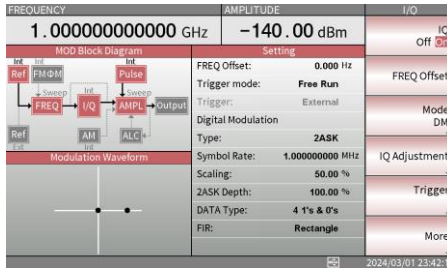 FREQUENCY
AMPLITUDE
I/Q
1.000000000000 GHz
−140.00 dBm
IQ
Off On
MOD Block Diagram
Int
Int
Int
Ref
FMΦM
Pulse
Sweep
Int
Sweep
FREQ
I/Q
AMPL
Output
Ref
AM
ALC
Ext
Int
Setting
FREQ Offset: 0.000 Hz
Trigger mode: Free Run
Trigger: External
Digital Modulation
Type: 2ASK
Symbol Rate: 1.000000000 MHz
Scaling: 50.00 %
2ASK Depth: 100.00 %
DATA Type: 4 1's & 0's
FIR: Rectangle
Modulation Waveform
FREQ Offset
Mode
DM
IQ Adjustment
Trigger
More
2024/03/01 23:42: